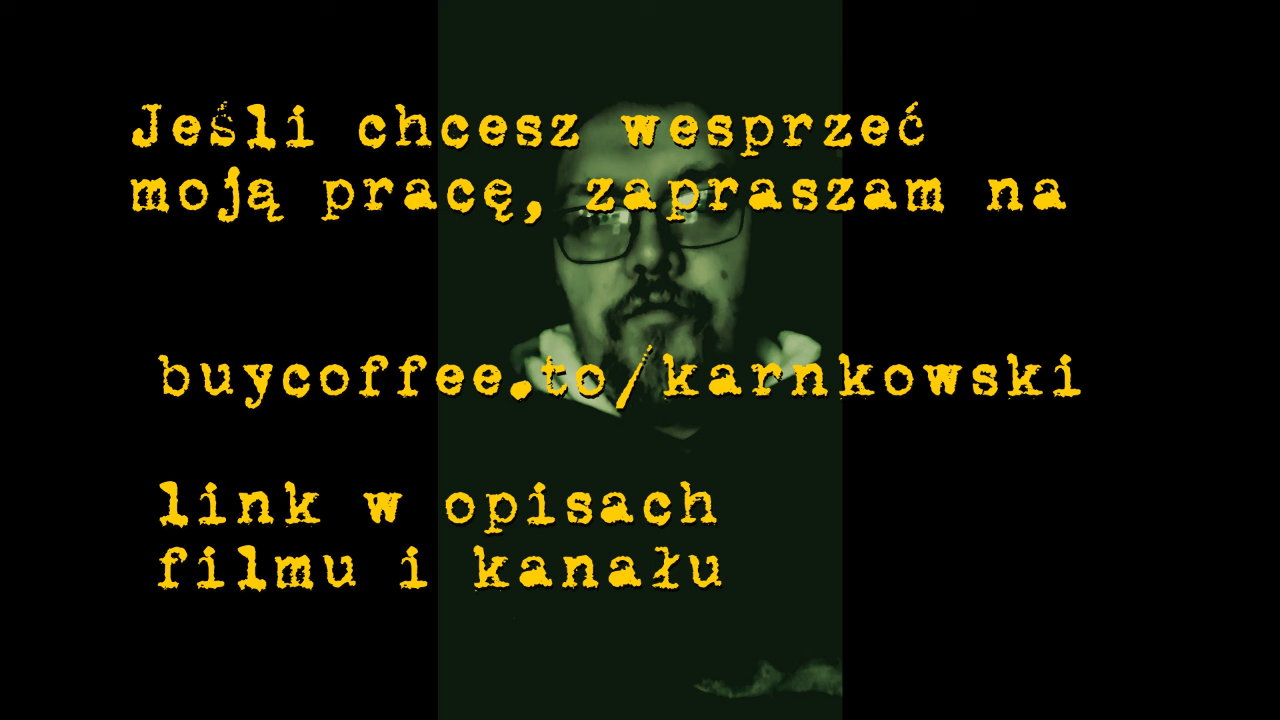 Jeśli chcesz wesprzeć
moją pracę, zapraszam na
buycoffee.to/karnkowski
link w opisach
filmu i kanału